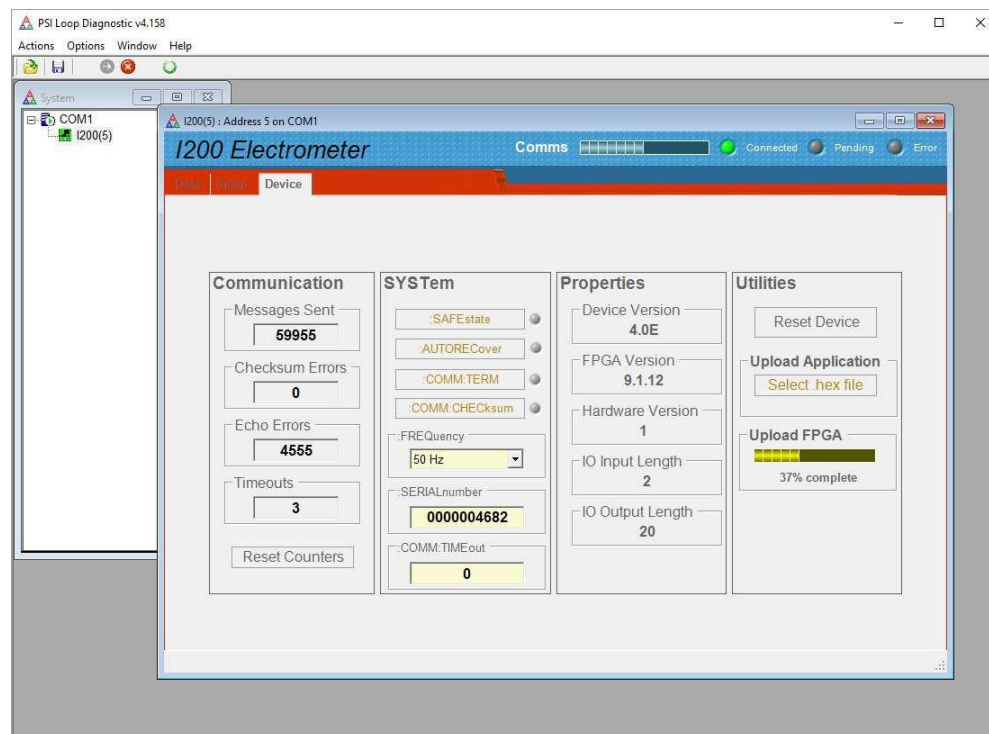 PSI Loop Diagnostic v4.158
Actions Options Window Help
System
COM1
I200(5)
I200(5) : Address 5 on COM1
I200 Electrometer
Comms
Connected
Pending
Error
Data
Setup
Device
Communication
Messages Sent
59955
Checksum Errors
0
Echo Errors
4555
Timeouts
3
Reset Counters
SYSTem
:SAFEstate
:AUTORECover
:COMM:TERM
:COMM:CHECksum
:FREQuency
50 Hz
:SERIALnumber
0000004682
:COMM:TIMEout
0
Properties
Device Version
4.0E
FPGA Version
9.1.12
Hardware Version
1
IO Input Length
2
IO Output Length
20
Utilities
Reset Device
Upload Application
Select .hex file
Upload FPGA
37% complete